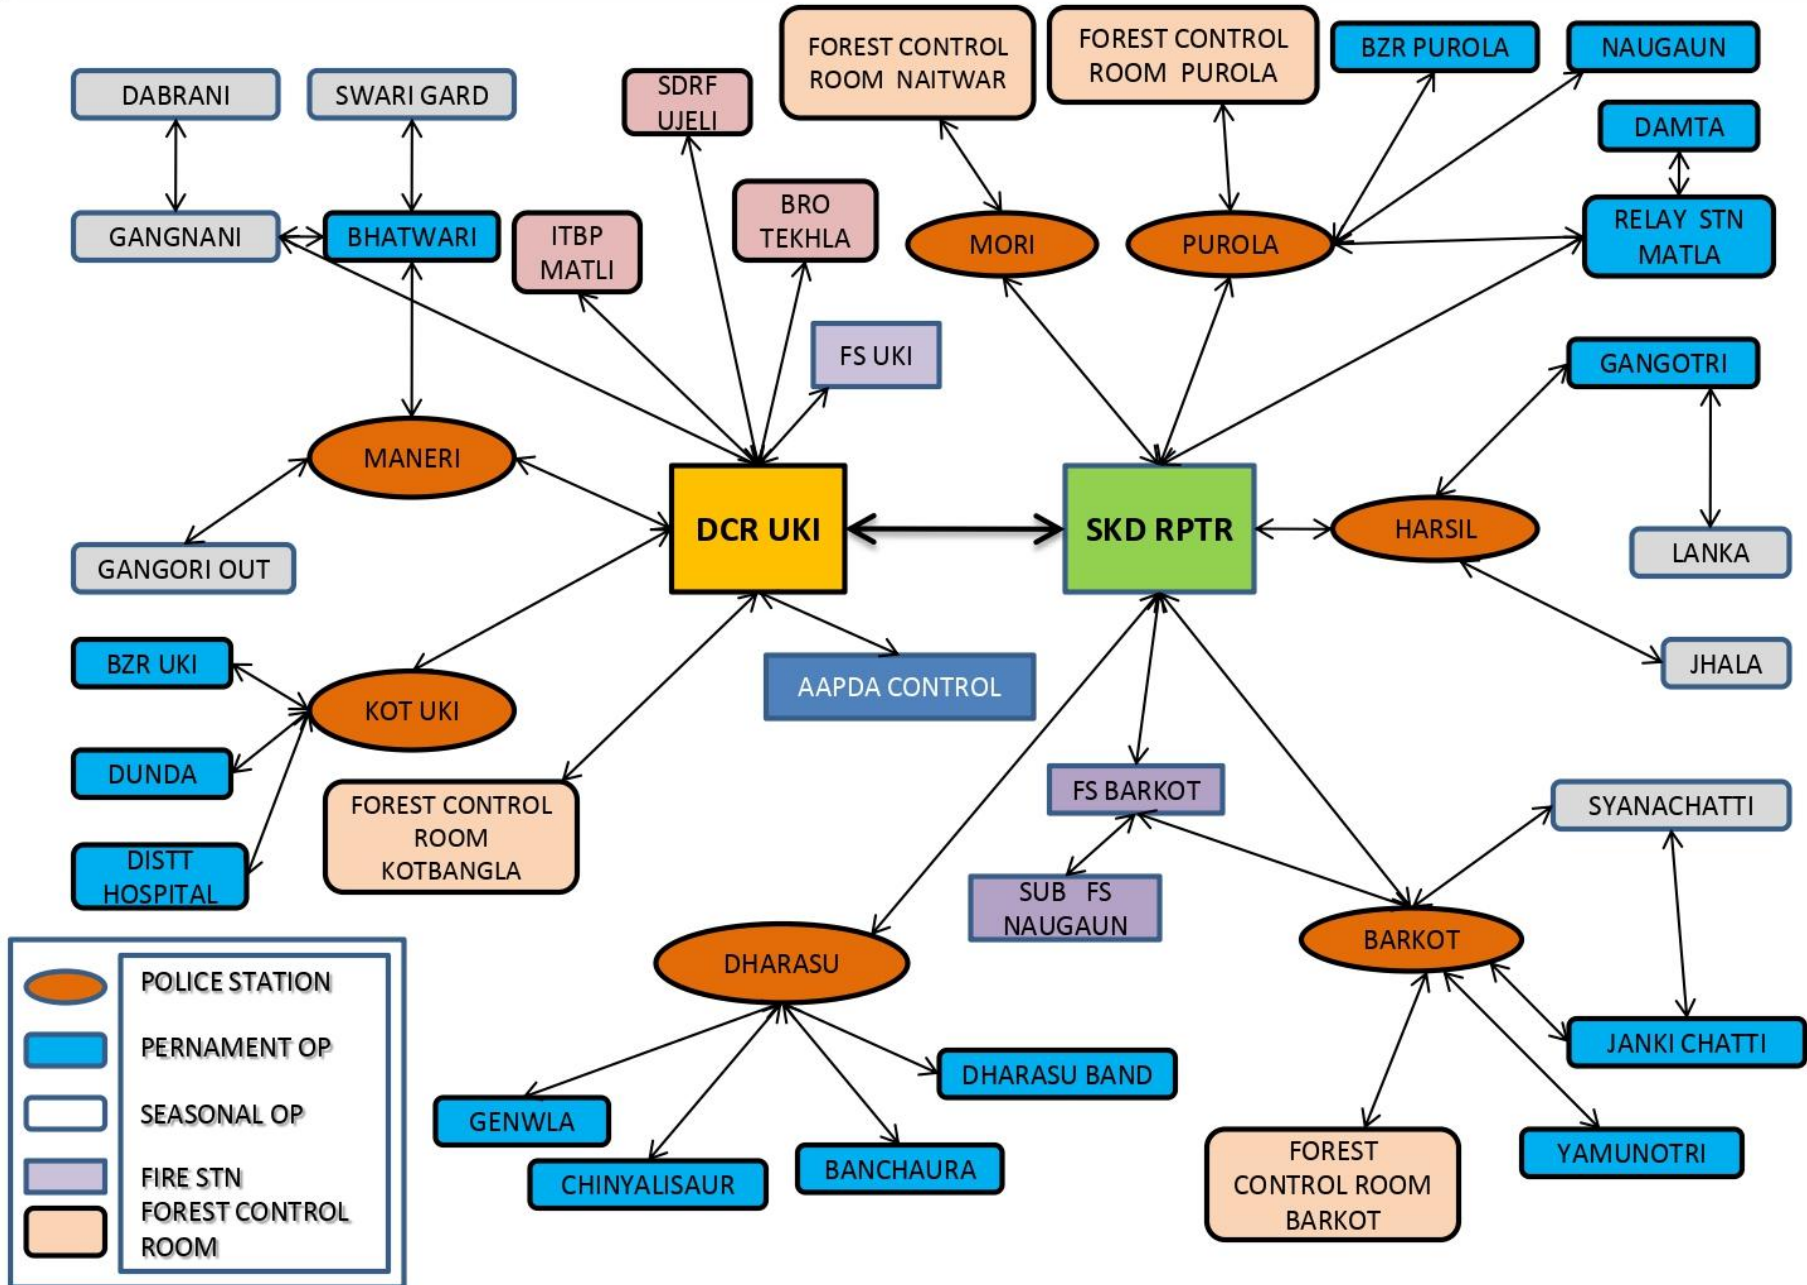 FOREST CONTROL
ROOM NAITWAR
FOREST CONTROL
ROOM PUROLA
BZR PUROLA
NAUGAUN
DABRANI
SWARI GARD
SDRF
UJELI
DAMTA
GANGNANI
BHATWARI
ITBP
MATLI
BRO
TEKHLA
MORI
PUROLA
RELAY STN
MATLA
FS UKI
GANGOTRI
MANERI
DCR UKI
SKD RPTR
HARSIL
LANKA
GANGORI OUT
BZR UKI
KOT UKI
AAPDA CONTROL
JHALA
DUNDA
FOREST CONTROL
ROOM
KOTBANGLA
FS BARKOT
SYANACHATTI
DISTT
HOSPITAL
SUB FS
NAUGAUN
DHARASU
BARKOT
JANKI CHATTI
DHARASU BAND
GENWLA
CHINYALISAUR
BANCHAURA
FOREST
CONTROL ROOM
BARKOT
YAMUNOTRI
POLICE STATION
PERNAMENT OP
SEASONAL OP
FIRE STN
FOREST CONTROL
ROOM